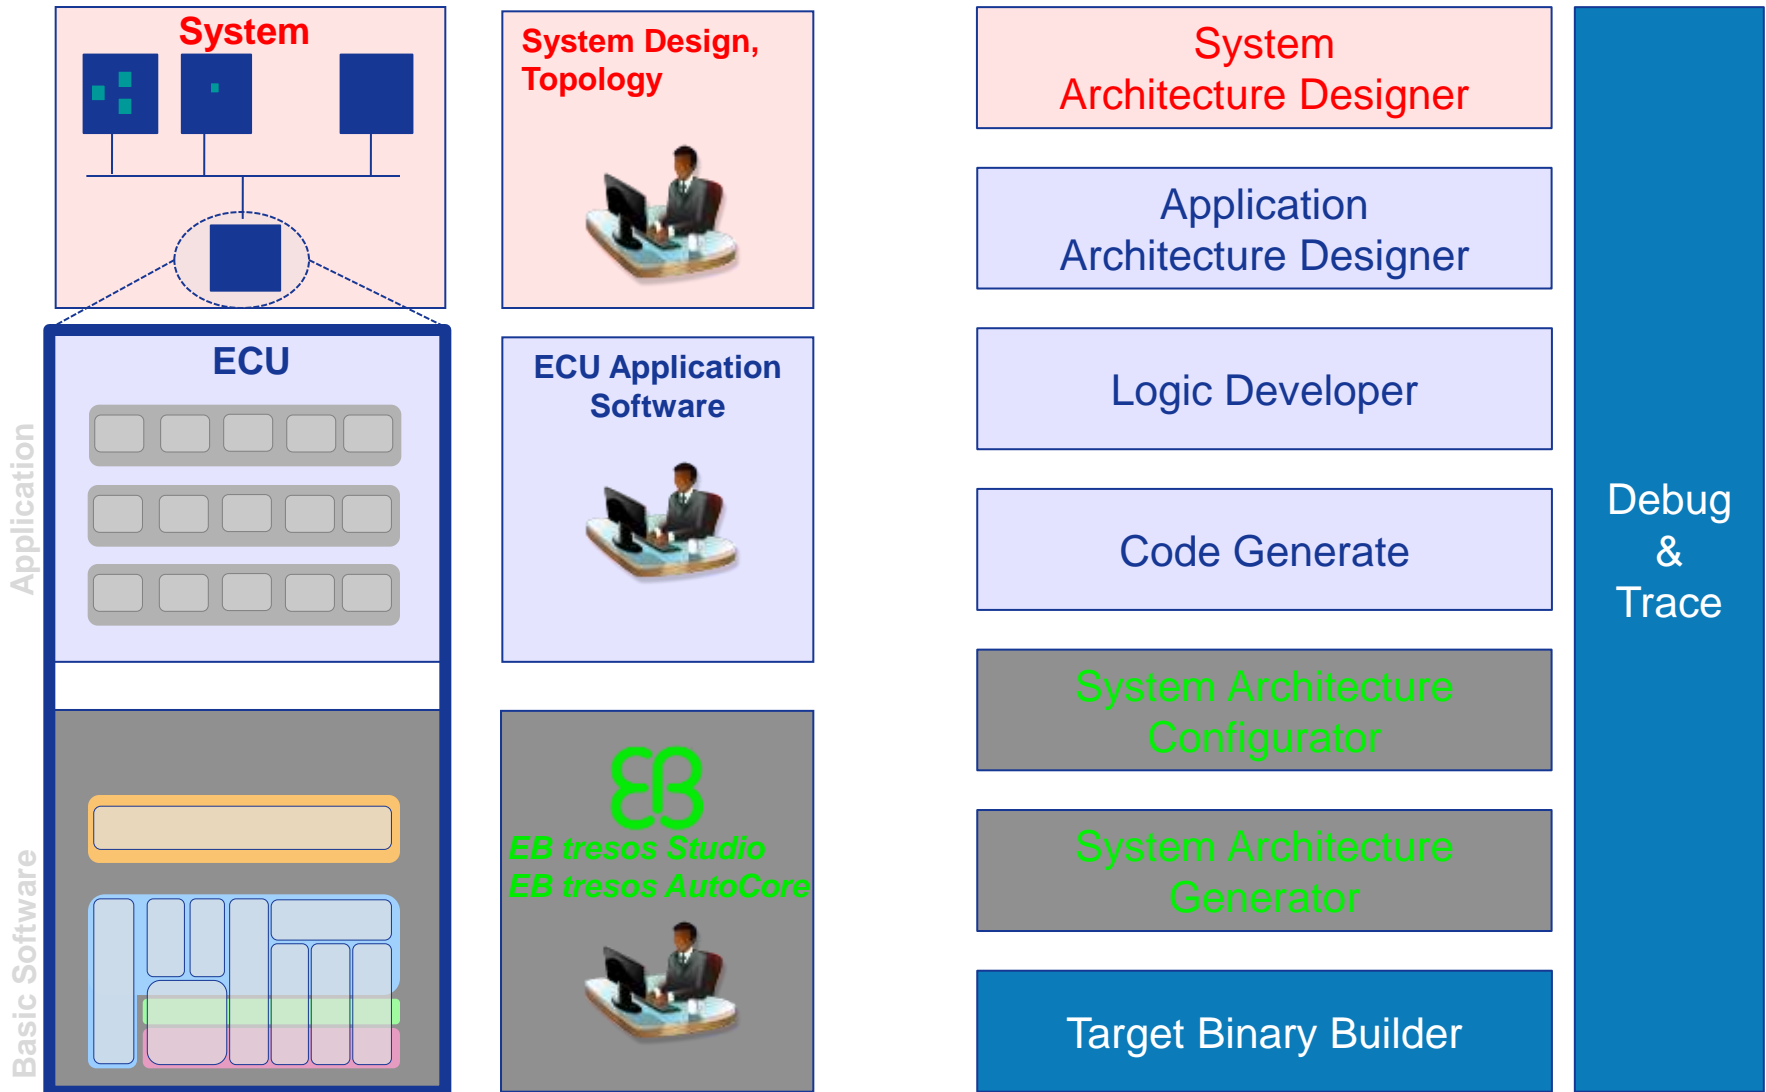 System
System Design,
Topology
System
Architecture Designer
Application
Architecture Designer
ECU
ECU Application
Software
Logic Developer
Application
Code Generate
Debug
&
Trace
System Architecture
Configurator
EB
EB tresos Studio
EB tresos AutoCore
System Architecture
Generator
Basic Software
Target Binary Builder